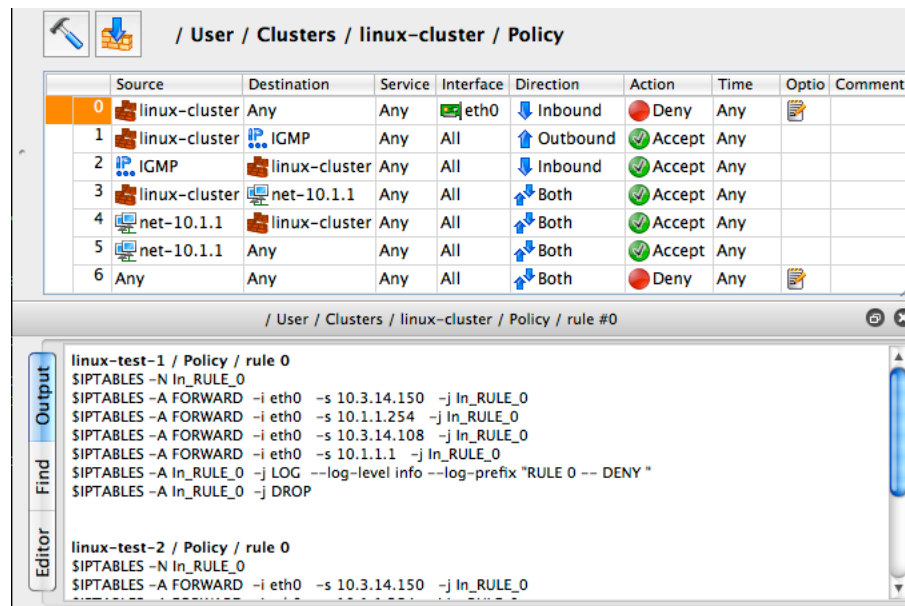 / User / Clusters / linux-cluster / Policy
Source Destination Service Interface Direction Action Time Optio Comment
0 linux-cluster Any Any eth0 Inbound Deny Any
1 linux-cluster IP IGMP Any All Outbound Accept Any
2 IP IGMP linux-cluster Any All Inbound Accept Any
3 linux-cluster net-10.1.1 Any All Both Accept Any
4 net-10.1.1 linux-cluster Any All Both Accept Any
5 net-10.1.1 Any Any All Both Accept Any
6 Any Any Any All Both Deny Any
/ User / Clusters / linux-cluster / Policy / rule #0
Output
Find
Editor
linux-test-1 / Policy / rule 0
$IPTABLES -N In_RULE_0
$IPTABLES -A FORWARD -i eth0 -s 10.3.14.150 -j In_RULE_0
$IPTABLES -A FORWARD -i eth0 -s 10.1.1.254 -j In_RULE_0
$IPTABLES -A FORWARD -i eth0 -s 10.3.14.108 -j In_RULE_0
$IPTABLES -A FORWARD -i eth0 -s 10.1.1.1 -j In_RULE_0
$IPTABLES -A In_RULE_0 -j LOG --log-level info --log-prefix "RULE 0 -- DENY "
$IPTABLES -A In_RULE_0 -j DROP
linux-test-2 / Policy / rule 0
$IPTABLES -N In_RULE_0
$IPTABLES -A FORWARD -i eth0 -s 10.3.14.150 -j In_RULE_0